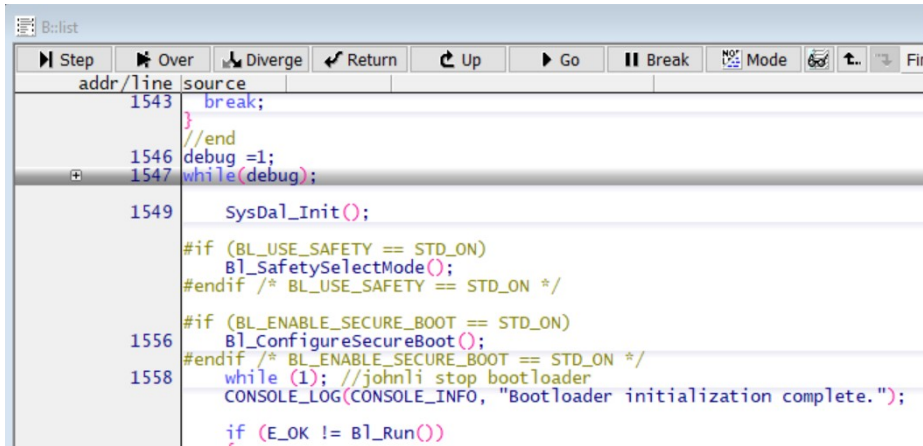 B::list
Step Over Diverge Return Up Go Break Mode t.. Fi
addr/line source
1543 break;
}
//end
1546 debug =1;
1547 while(debug);
1549 SysDal_Init();
#if (BL_USE_SAFETY == STD_ON)
Bl_SafetySelectMode();
#endif /* BL_USE_SAFETY == STD_ON */
#if (BL_ENABLE_SECURE_BOOT == STD_ON)
1556 Bl_ConfigureSecureBoot();
#endif /* BL_ENABLE_SECURE_BOOT == STD_ON */
1558 while (1); //johnli stop bootloader
CONSOLE_LOG(CONSOLE_INFO, "Bootloader initialization complete.");
if (E_OK != Bl_Run())